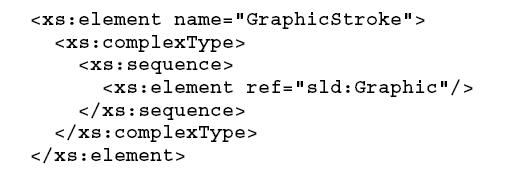 <xs:element name="GraphicStroke">
  <xs:complexType>
    <xs:sequence>
      <xs:element ref="sld:Graphic"/>
    </xs:sequence>
  </xs:complexType>
</xs:element>